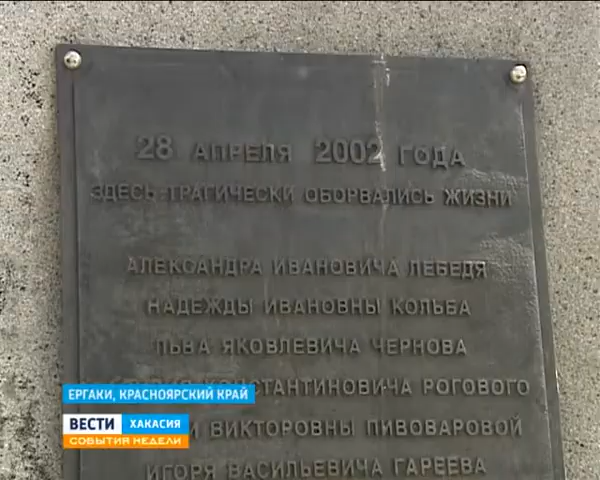 28 АПРЕЛЯ 2002 ГОДА
ЗДЕСЬ ТРАГИЧЕСКИ ОБОРВАЛИСЬ ЖИЗНИ
АЛЕКСАНДРА ИВАНОВИЧА ЛЕБЕДЯ
НАДЕЖДЫ ИВАНОВНЫ КОЛЬБА
ЛЬВА ЯКОВЛЕВИЧА ЧЕРНОВА
КОНСТАНТИНОВИЧА РОГОВОГО
ВИКТОРОВНЫ ПИВОВАРОВОЙ
ИГОРЯ ВАСИЛЬЕВИЧА ГАРЕЕВА
ЕРГАКИ, КРАСНОЯРСКИЙ КРАЙ
ВЕСТИ ХАКАСИЯ
СОБЫТИЯ НЕДЕЛИ